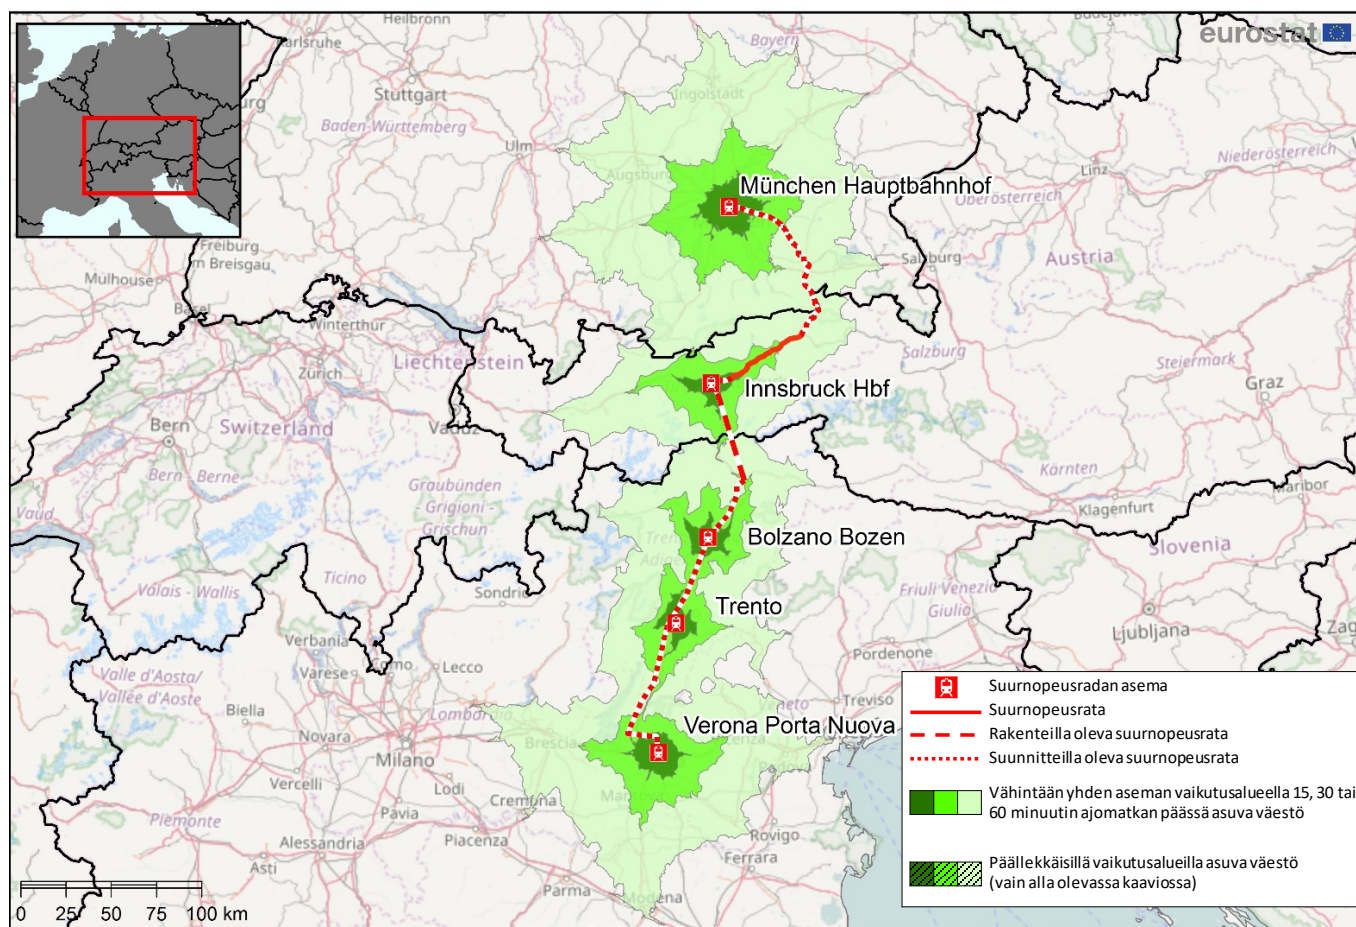 Heilbronn
Karlsruhe
Stuttgart
Baden-Württemberg
Ulm
Augsburg
Ingolstadt
Bayern
eurostat
Niederösterreich
Linz
Oberösterreich
München Hauptbahnhof
Salzburg
Austria
Freiburg
im Breisgau
Mulhouse
Basel
Winterthur
Zürich
Liechtenstein
Vaduz
Bern
Switzerland
Bern - Berne
Vaud
Graubünden
- Grigioni -
Grischun
Valais - Wallis
Ticino
Sondrio
Innsbruck Hbf
Salzburg
Steiermark
Graz
Kärnten
Klagenfurt
Maribor
Slovenia
Bolzano Bozen
Friuli Venezia
Giulia
Ljubljana
Trento
Pordenone
Treviso
Verbania
Varese
Lecco
Valle d'Aosta/
Vallée d'Aoste
Biella
Novara
Lombardia
Milano
Brescia
Verona Porta Nuova
Vercelli
Lodi
Pavia
Cremona
Mantova
Piemonte
Piacenza
Alessandria
Asti
Parma
Modena
Rovigo
Ferrara
Suurnopeusradan asema
Suurnopeusrata
Rakenteilla oleva suurnopeusrata
Suunnitteilla oleva suurnopeusrata
Vähintään yhden aseman vaikutusalueella 15, 30 tai
60 minuutin ajomatkan päässä asuva väestö
Päällekkäisillä vaikutusalueilla asuva väestö
(vain alla olevassa kaaviossa)
0 25 50 75 100 km